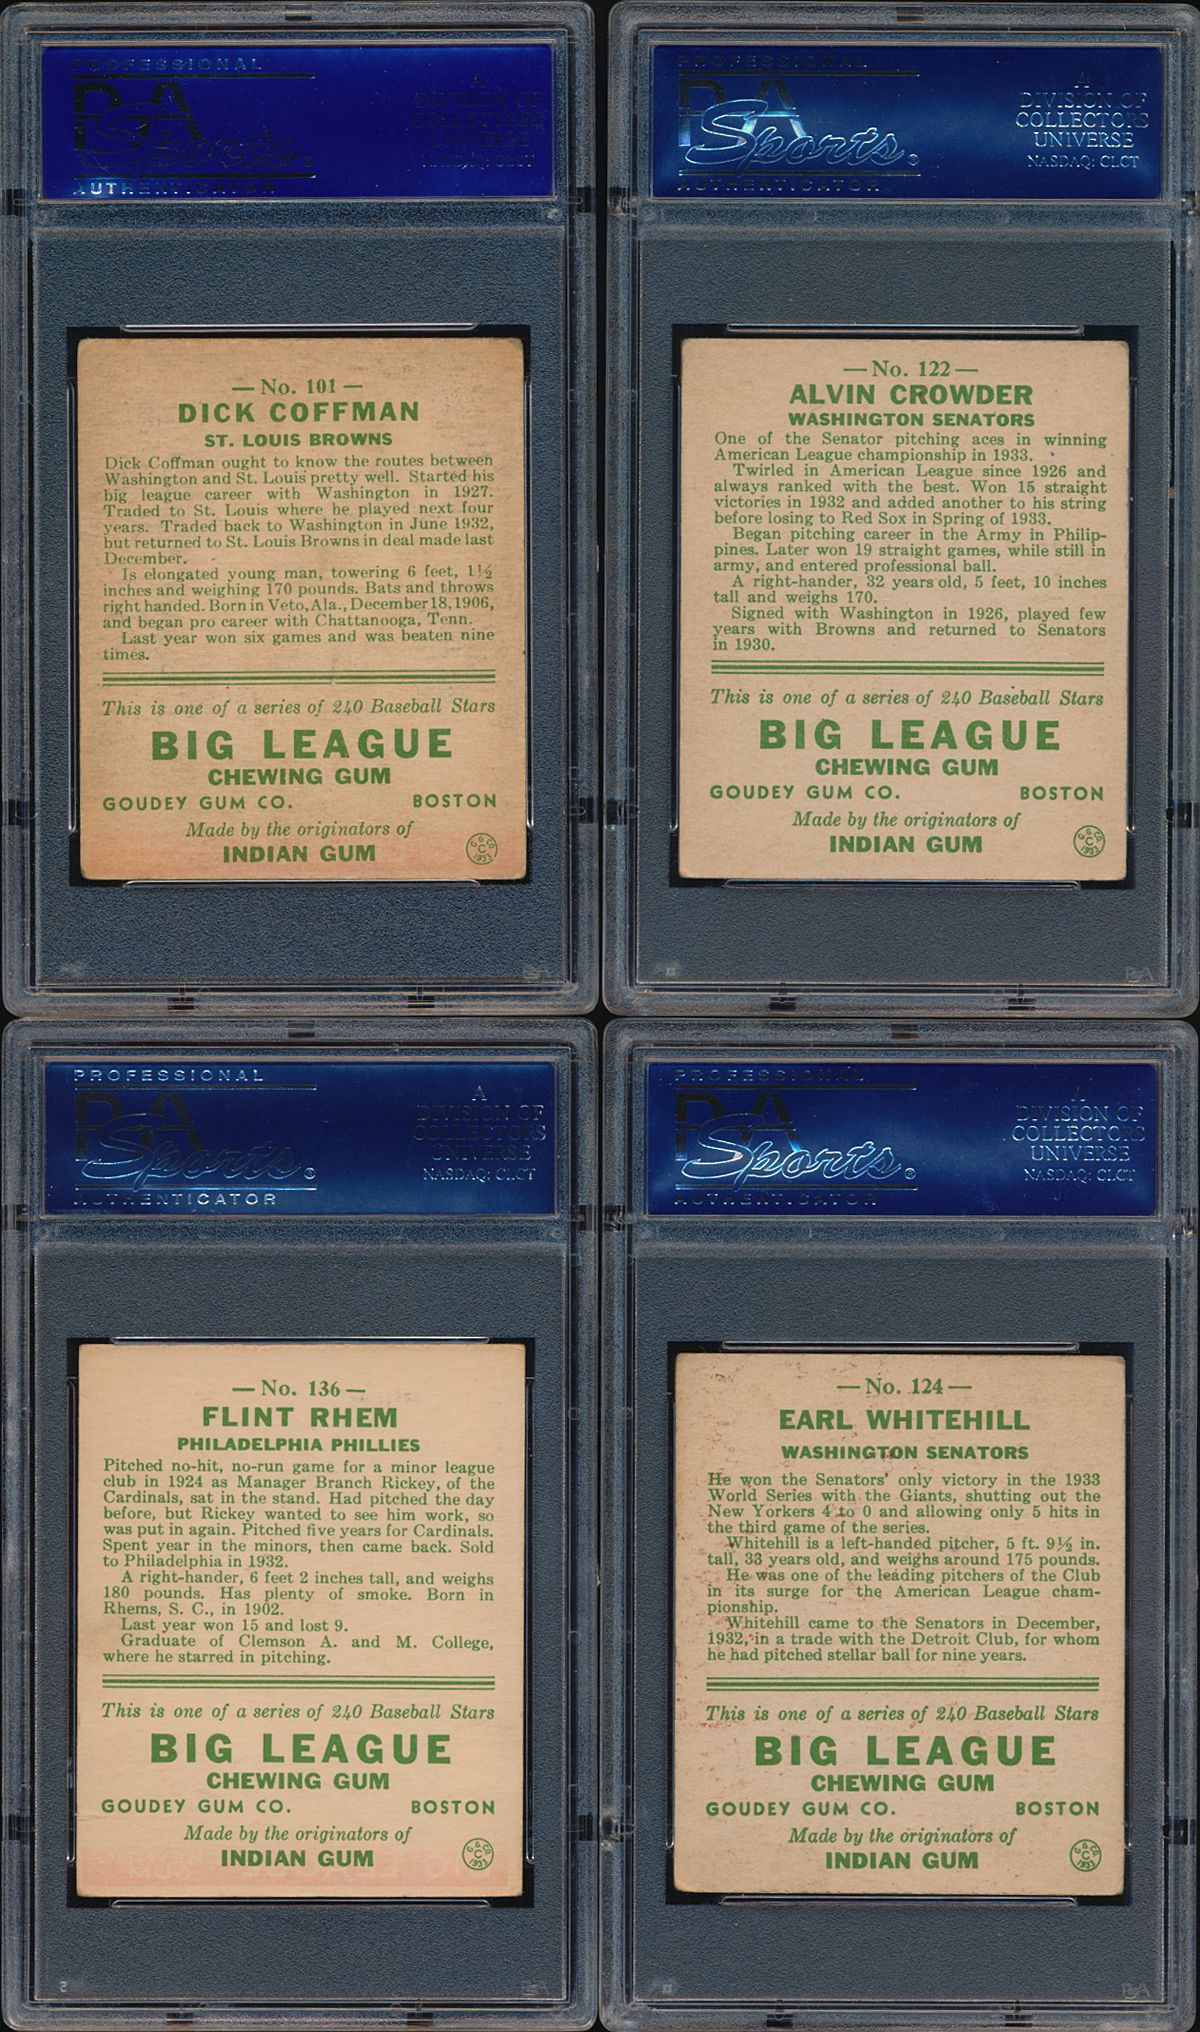 PROFESSIONAL
PSA
Sports®
AUTHENTICATOR
A
DIVISION OF
COLLECTORS
UNIVERSE
NASDAQ: CLCT
— No. 101 —
DICK COFFMAN
ST. LOUIS BROWNS
Dick Coffman ought to know the routes between
Washington and St. Louis pretty well. Started his
big league career with Washington in 1927.
Traded to St. Louis where he played next four
years. Traded back to Washington in June 1932,
but returned to St. Louis Browns in deal made last
December.
Is elongated young man, towering 6 feet, 1½
inches and weighing 170 pounds. Bats and throws
right handed. Born in Veto, Ala., December 18, 1906,
and began pro career with Chattanooga, Tenn.
Last year won six games and was beaten nine
times.
This is one of a series of 240 Baseball Stars
BIG LEAGUE
CHEWING GUM
GOUDEY GUM CO. BOSTON
Made by the originators of
INDIAN GUM
G. G. CO.
C
1933
PROFESSIONAL
PSA
Sports®
AUTHENTICATOR
A
DIVISION OF
COLLECTORS
UNIVERSE
NASDAQ: CLCT
— No. 122 —
ALVIN CROWDER
WASHINGTON SENATORS
One of the Senator pitching aces in winning
American League championship in 1933.
Twirled in American League since 1926 and
always ranked with the best. Won 15 straight
victories in 1932 and added another to his string
before losing to Red Sox in Spring of 1933.
Began pitching career in the Army in Philip-
pines. Later won 19 straight games, while still in
army, and entered professional ball.
A right-hander, 32 years old, 5 feet, 10 inches
tall and weighs 170.
Signed with Washington in 1926, played few
years with Browns and returned to Senators
in 1930.
This is one of a series of 240 Baseball Stars
BIG LEAGUE
CHEWING GUM
GOUDEY GUM CO. BOSTON
Made by the originators of
INDIAN GUM
G. G. CO.
C
1933
PSA
PROFESSIONAL
PSA
Sports®
AUTHENTICATOR
A
DIVISION OF
COLLECTORS
UNIVERSE
NASDAQ: CLCT
— No. 136 —
FLINT RHEM
PHILADELPHIA PHILLIES
Pitched no-hit, no-run game for a minor league
club in 1924 as Manager Branch Rickey, of the
Cardinals, sat in the stand. Had pitched the day
before, but Rickey wanted to see him work, so
was put in again. Pitched five years for Cardinals.
Spent year in the minors, then came back. Sold
to Philadelphia in 1932.
A right-hander, 6 feet 2 inches tall, and weighs
180 pounds. Has plenty of smoke. Born in
Rhems, S. C., in 1902.
Last year won 15 and lost 9.
Graduate of Clemson A. and M. College,
where he starred in pitching.
This is one of a series of 240 Baseball Stars
BIG LEAGUE
CHEWING GUM
GOUDEY GUM CO. BOSTON
Made by the originators of
INDIAN GUM
G. G. CO.
C
1933
PROFESSIONAL
PSA
Sports®
AUTHENTICATOR
A
DIVISION OF
COLLECTORS
UNIVERSE
NASDAQ: CLCT
— No. 124 —
EARL WHITEHILL
WASHINGTON SENATORS
He won the Senators' only victory in the 1933
World Series with the Giants, shutting out the
New Yorkers 4 to 0 and allowing only 5 hits in
the third game of the series.
Whitehill is a left-handed pitcher, 5 ft. 9½ in.
tall, 33 years old, and weighs around 175 pounds.
He was one of the leading pitchers of the Club
in its surge for the American League cham-
pionship.
Whitehill came to the Senators in December,
1932, in a trade with the Detroit Club, for whom
he had pitched stellar ball for nine years.
This is one of a series of 240 Baseball Stars
BIG LEAGUE
CHEWING GUM
GOUDEY GUM CO. BOSTON
Made by the originators of
INDIAN GUM
G. G. CO.
C
1933
PSA